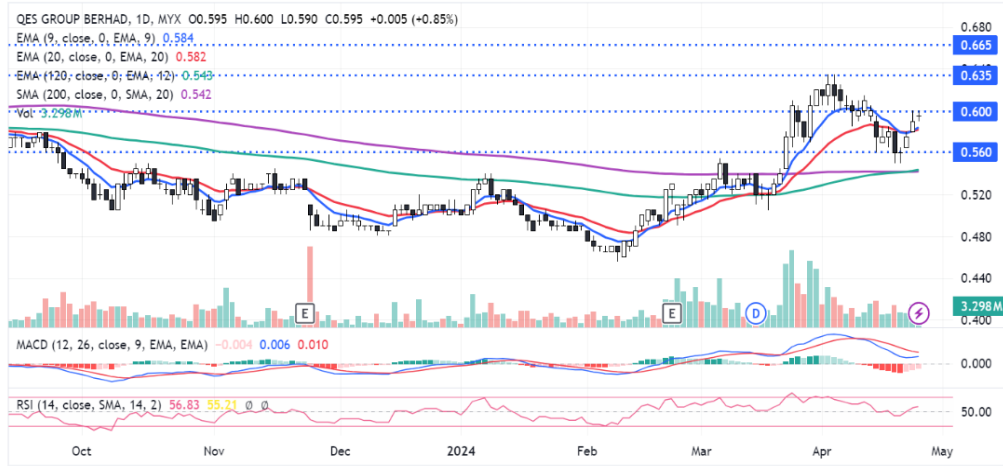 QES GROUP BERHAD, 1D, MYX O0.595 H0.600 L0.590 C0.595 +0.005 (+0.85%)
EMA (9, close, 0, EMA, 9) 0.584
EMA (20, close, 0, EMA, 20) 0.582
EMA (120, close, 0, EMA, 12) 0.543
SMA (200, close, 0, SMA, 20) 0.542
Vol 3.298M
0.680
0.665
0.635
0.600
0.560
0.520
0.480
0.440
3.298M
0.400
E
E
D
MACD (12, 26, close, 9, EMA, EMA) −0.004 0.006 0.010
0.000
RSI (14, close, SMA, 14, 2) 56.83 55.21 ∅ ∅
50.00
Oct Nov Dec 2024 Feb Mar Apr May